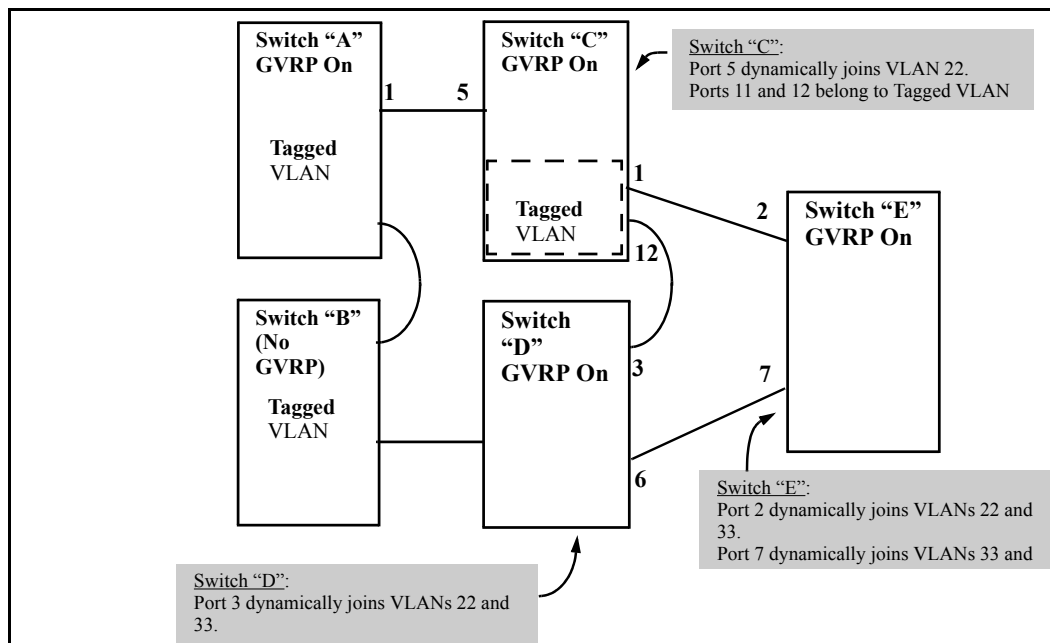 Switch “A”
GVRP On
1
Tagged
VLAN
5
Switch “C”
GVRP On
1
Tagged
VLAN
12
Switch “C”:
Port 5 dynamically joins VLAN 22.
Ports 11 and 12 belong to Tagged VLAN
2
Switch “E”
GVRP On
7
Switch “B”
(No
GVRP)
Tagged
VLAN
Switch
“D”
GVRP On
3
6
Switch “E”:
Port 2 dynamically joins VLANs 22 and
33.
Port 7 dynamically joins VLANs 33 and
Switch “D”:
Port 3 dynamically joins VLANs 22 and
33.